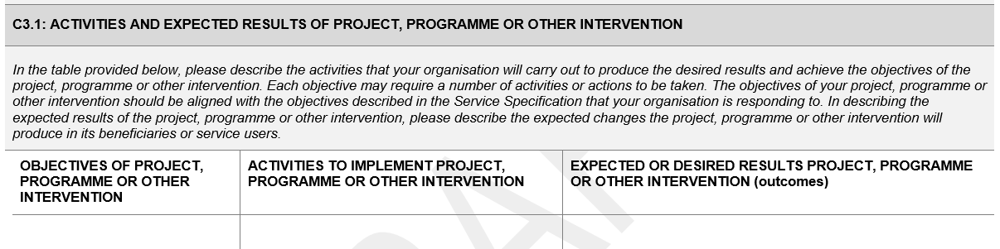 C3.1: ACTIVITIES AND EXPECTED RESULTS OF PROJECT, PROGRAMME OR OTHER INTERVENTION
In the table provided below, please describe the activities that your organisation will carry out to produce the desired results and achieve the objectives of the
project, programme or other intervention. Each objective may require a number of activities or actions to be taken. The objectives of your project, programme or
other intervention should be aligned with the objectives described in the Service Specification that your organisation is responding to. In describing the
expected results of the project, programme or other intervention, please describe the expected changes the project, programme or other intervention will
produce in its beneficiaries or service users.
OBJECTIVES OF PROJECT,
PROGRAMME OR OTHER
INTERVENTION
ACTIVITIES TO IMPLEMENT PROJECT,
PROGRAMME OR OTHER INTERVENTION
EXPECTED OR DESIRED RESULTS PROJECT, PROGRAMME
OR OTHER INTERVENTION (outcomes)